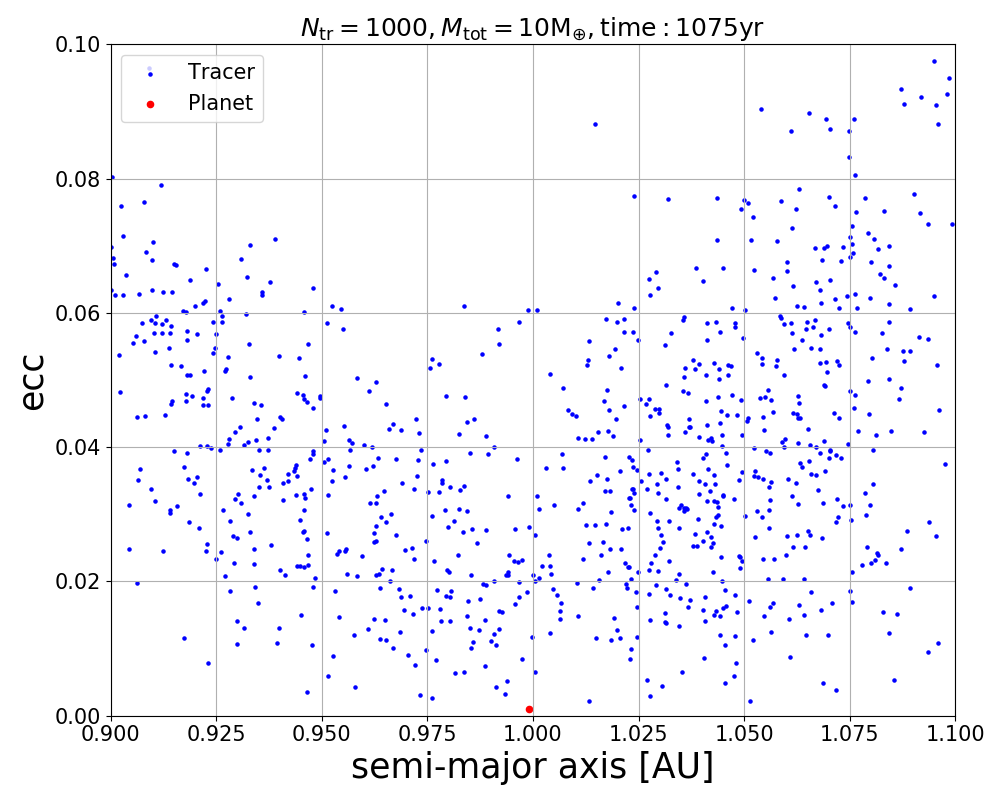 N_tr = 1000, M_tot = 10M_⊕, time : 1075yr
Tracer
Planet
ecc
0.10
0.08
0.06
0.04
0.02
0.00
0.900 0.925 0.950 0.975 1.000 1.025 1.050 1.075 1.100
semi-major axis [AU]